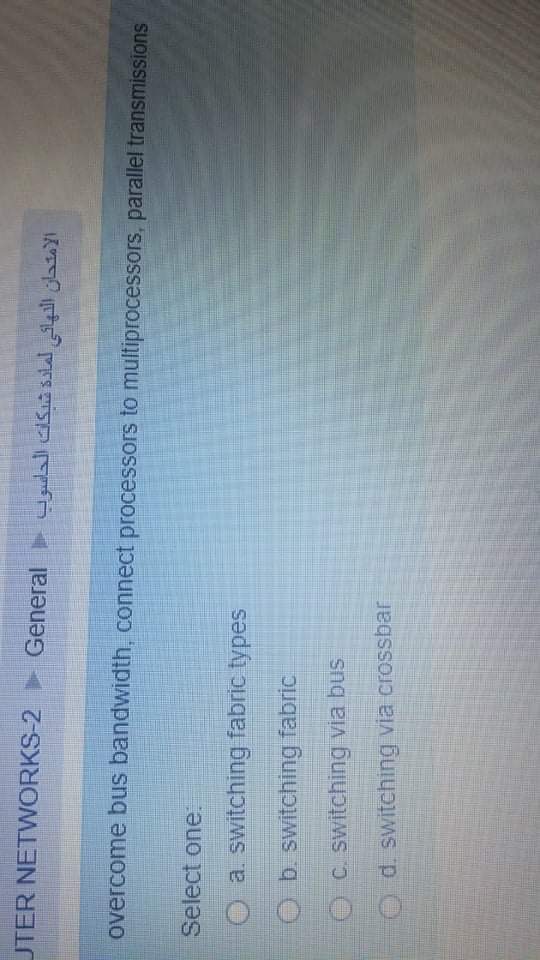 UTER NETWORKS-2 ▶ General ▶ الامتحان النهائي لمادة شبكات الحاسوب
overcome bus bandwidth, connect processors to multiprocessors, parallel transmissions
Select one:
a. switching fabric types
b. switching fabric
c. switching via bus
d. switching via crossbar